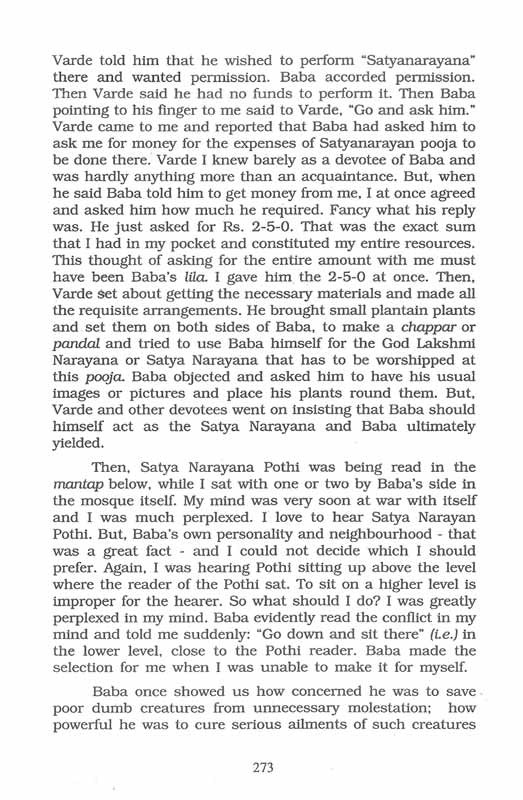 Varde told him that he wished to perform "Satyanarayana"
there and wanted permission. Baba accorded permission.
Then Varde said he had no funds to perform it. Then Baba
pointing to his finger to me said to Varde, "Go and ask him."
Varde came to me and reported that Baba had asked him to
ask me for money for the expenses of Satyanarayan pooja to
be done there. Varde I knew barely as a devotee of Baba and
was hardly anything more than an acquaintance. But, when
he said Baba told him to get money from me, I at once agreed
and asked him how much he required. Fancy what his reply
was. He just asked for Rs. 2-5-0. That was the exact sum
that I had in my pocket and constituted my entire resources.
This thought of asking for the entire amount with me must
have been Baba's lila. I gave him the 2-5-0 at once. Then,
Varde set about getting the necessary materials and made all
the requisite arrangements. He brought small plantain plants
and set them on both sides of Baba, to make a chappar or
pandal and tried to use Baba himself for the God Lakshmi
Narayana or Satya Narayana that has to be worshipped at
this pooja. Baba objected and asked him to have his usual
images or pictures and place his plants round them. But,
Varde and other devotees went on insisting that Baba should
himself act as the Satya Narayana and Baba ultimately
yielded.
Then, Satya Narayana Pothi was being read in the
mantap below, while I sat with one or two by Baba's side in
the mosque itself. My mind was very soon at war with itself
and I was much perplexed. I love to hear Satya Narayan
Pothi. But, Baba's own personality and neighbourhood - that
was a great fact - and I could not decide which I should
prefer. Again, I was hearing Pothi sitting up above the level
where the reader of the Pothi sat. To sit on a higher level is
improper for the hearer. So what should I do? I was greatly
perplexed in my mind. Baba evidently read the conflict in my
mind and told me suddenly: "Go down and sit there" (i.e.) in
the lower level, close to the Pothi reader. Baba made the
selection for me when I was unable to make it for myself.
Baba once showed us how concerned he was to save
poor dumb creatures from unnecessary molestation; how
powerful he was to cure serious ailments of such creatures
273